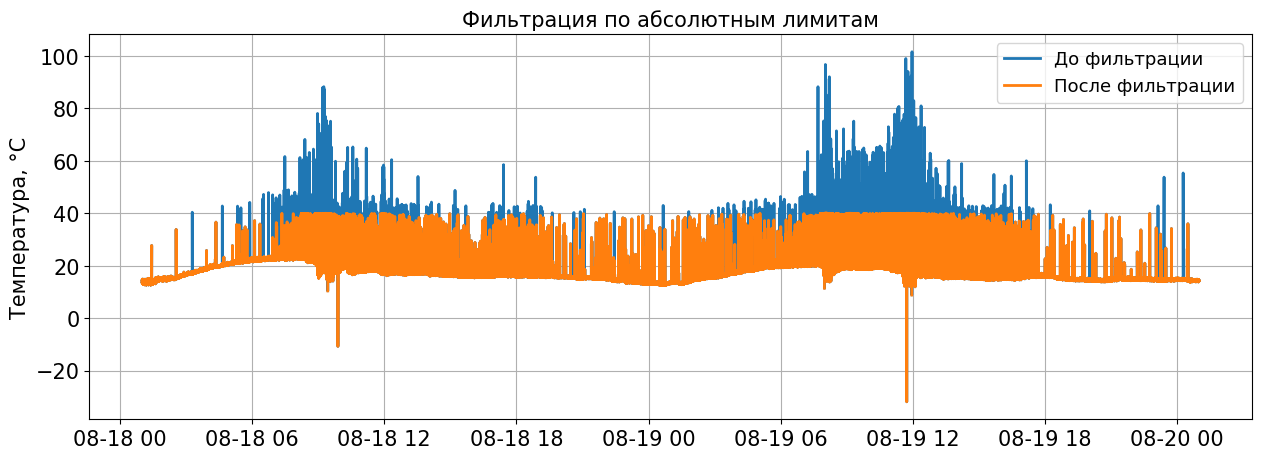 Фильтрация по абсолютным лимитам
До фильтрации
После фильтрации
Температура, °C
100
80
60
40
20
0
−20
08-18 00 08-18 06 08-18 12 08-18 18 08-19 00 08-19 06 08-19 12 08-19 18 08-20 00